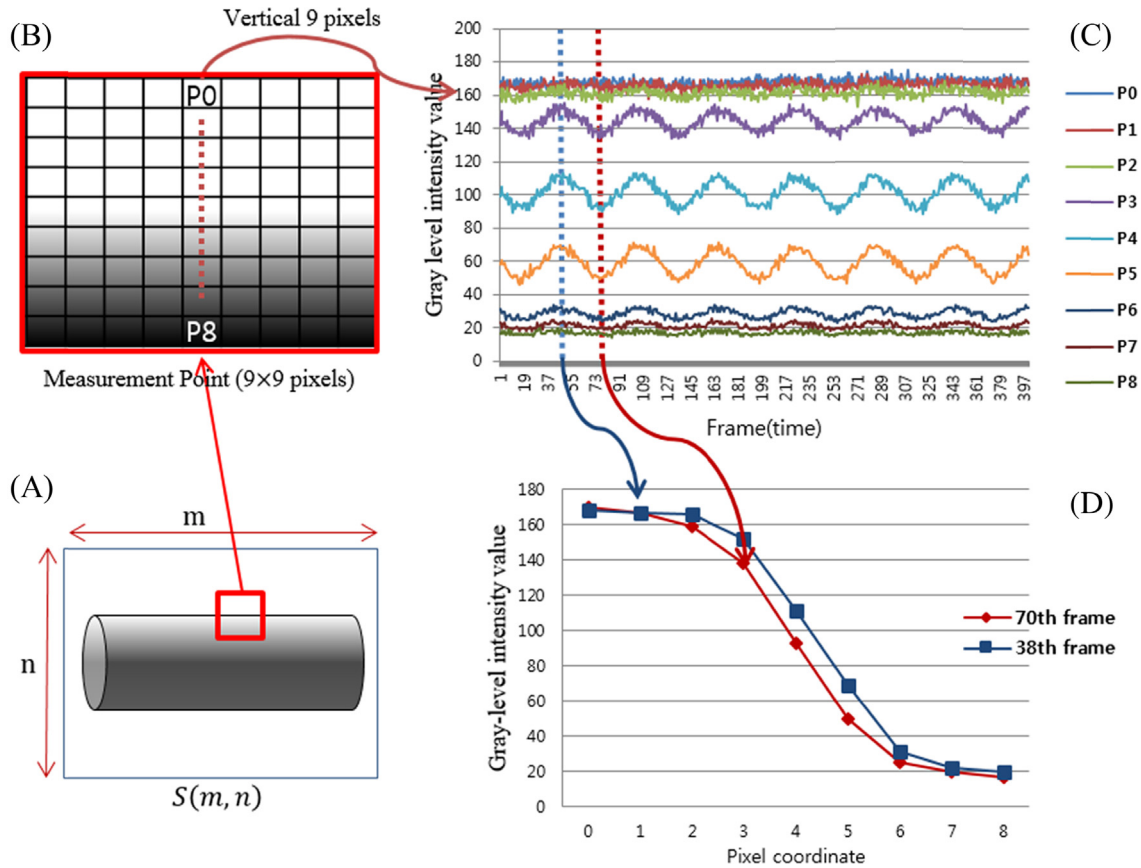 (B)
Vertical 9 pixels
P0
P8
Measurement Point (9×9 pixels)
(C)
Gray level intensity value
200
180
160
140
120
100
80
60
40
20
0
1 19 37 55 73 91 109 127 145 163 181 199 217 235 253 271 289 307 325 343 361 379 397
Frame(time)
P0
P1
P2
P3
P4
P5
P6
P7
P8
(A)
m
n
S(m, n)
(D)
Gray-level intensity value
180
160
140
120
100
80
60
40
20
0
0 1 2 3 4 5 6 7 8
Pixel coordinate
70th frame
38th frame